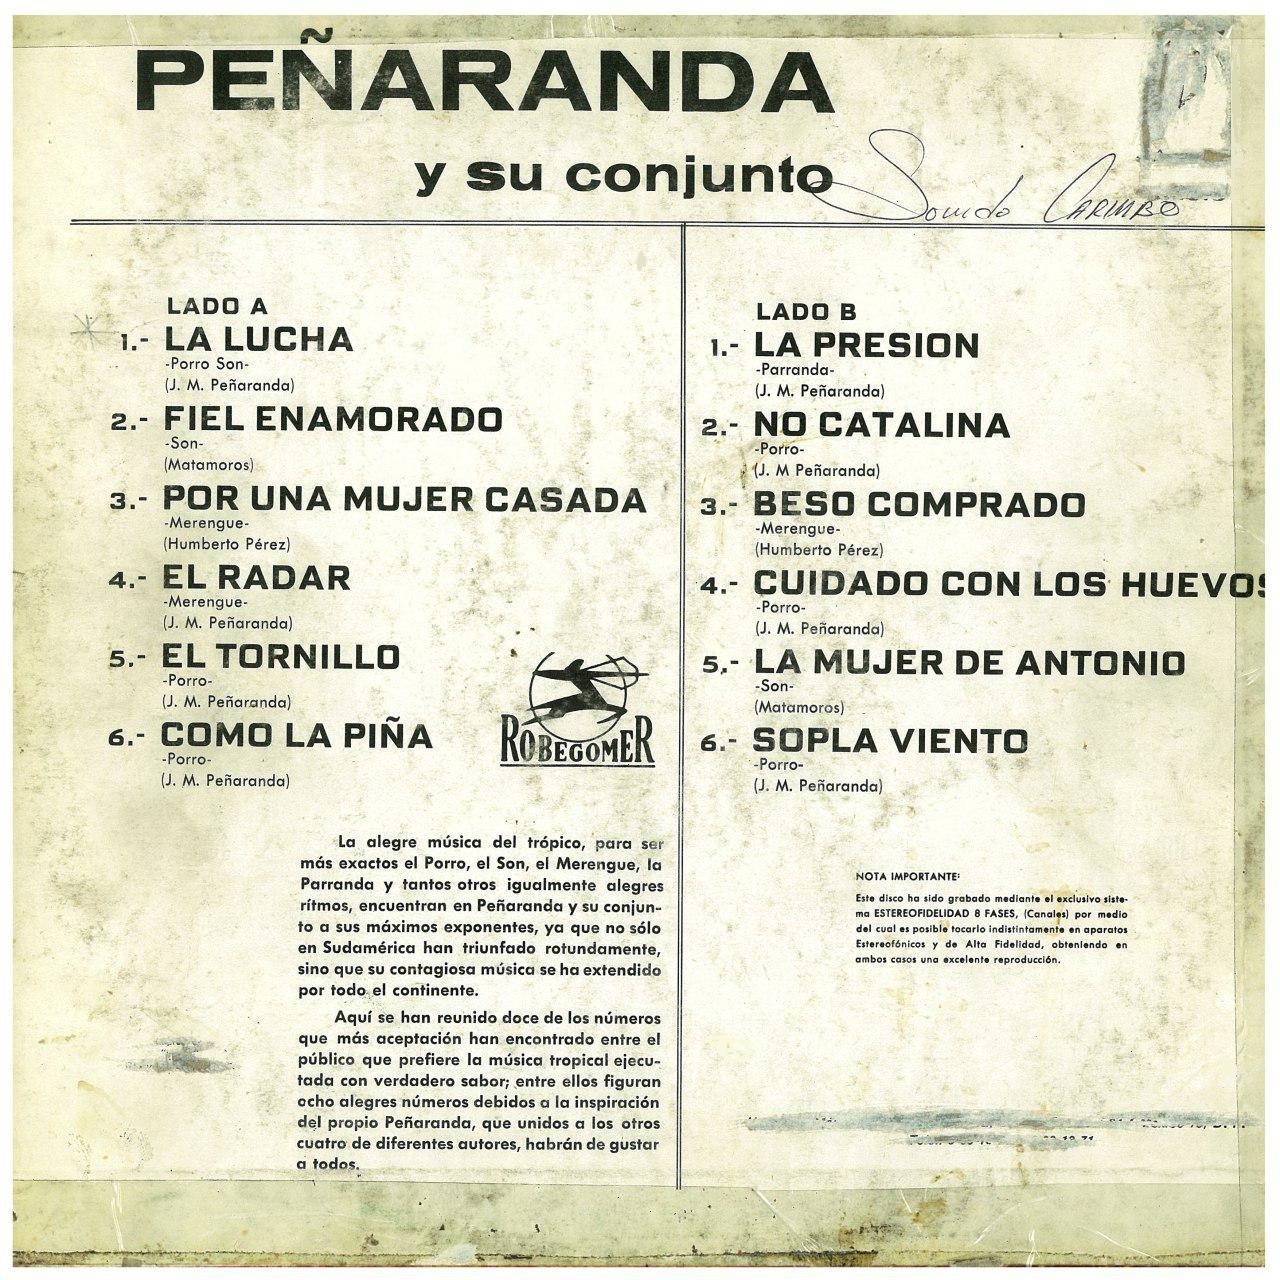 PEÑARANDA
y su conjunto
Sonido CARIMBO
LADO A
1.- LA LUCHA
-Porro Son-
(J. M. Peñaranda)
2.- FIEL ENAMORADO
-Son-
(Matamoros)
3.- POR UNA MUJER CASADA
-Merengue-
(Humberto Pérez)
4.- EL RADAR
-Merengue-
(J. M. Peñaranda)
5.- EL TORNILLO
-Porro-
(J. M. Peñaranda)
6.- COMO LA PIÑA
-Porro-
(J. M. Peñaranda)
ROBEGOMER
La alegre música del trópico, para ser
más exactos el Porro, el Son, el Merengue, la
Parranda y tantos otros igualmente alegres
rítmos, encuentran en Peñaranda y su conjun-
to a sus máximos exponentes, ya que no sólo
en Sudamérica han triunfado rotundamente,
sino que su contagiosa música se ha extendido
por todo el continente.
Aquí se han reunido doce de los números
que más aceptación han encontrado entre el
público que prefiere la música tropical ejecu-
tada con verdadero sabor; entre ellos figuran
ocho alegres números debidos a la inspiración
del propio Peñaranda, que unidos a los otros
cuatro de diferentes autores, habrán de gustar
a todos.
LADO B
1.- LA PRESION
-Parranda-
(J. M. Peñaranda)
2.- NO CATALINA
-Porro-
(J. M Peñaranda)
3.- BESO COMPRADO
-Merengue-
(Humberto Pérez)
4.- CUIDADO CON LOS HUEVOS
-Porro-
(J. M. Peñaranda)
5.- LA MUJER DE ANTONIO
-Son-
(Matamoros)
6.- SOPLA VIENTO
-Porro-
(J. M. Peñaranda)
NOTA IMPORTANTE:
Este disco ha sido grabado mediante el exclusivo siste-
ma ESTEREOFIDELIDAD 8 FASES, (Canales) por medio
del cual es posible tocarlo indistintamente en aparatos
Estereofónicos y de Alta Fidelidad, obteniendo en
ambos casos una excelente reproducción.